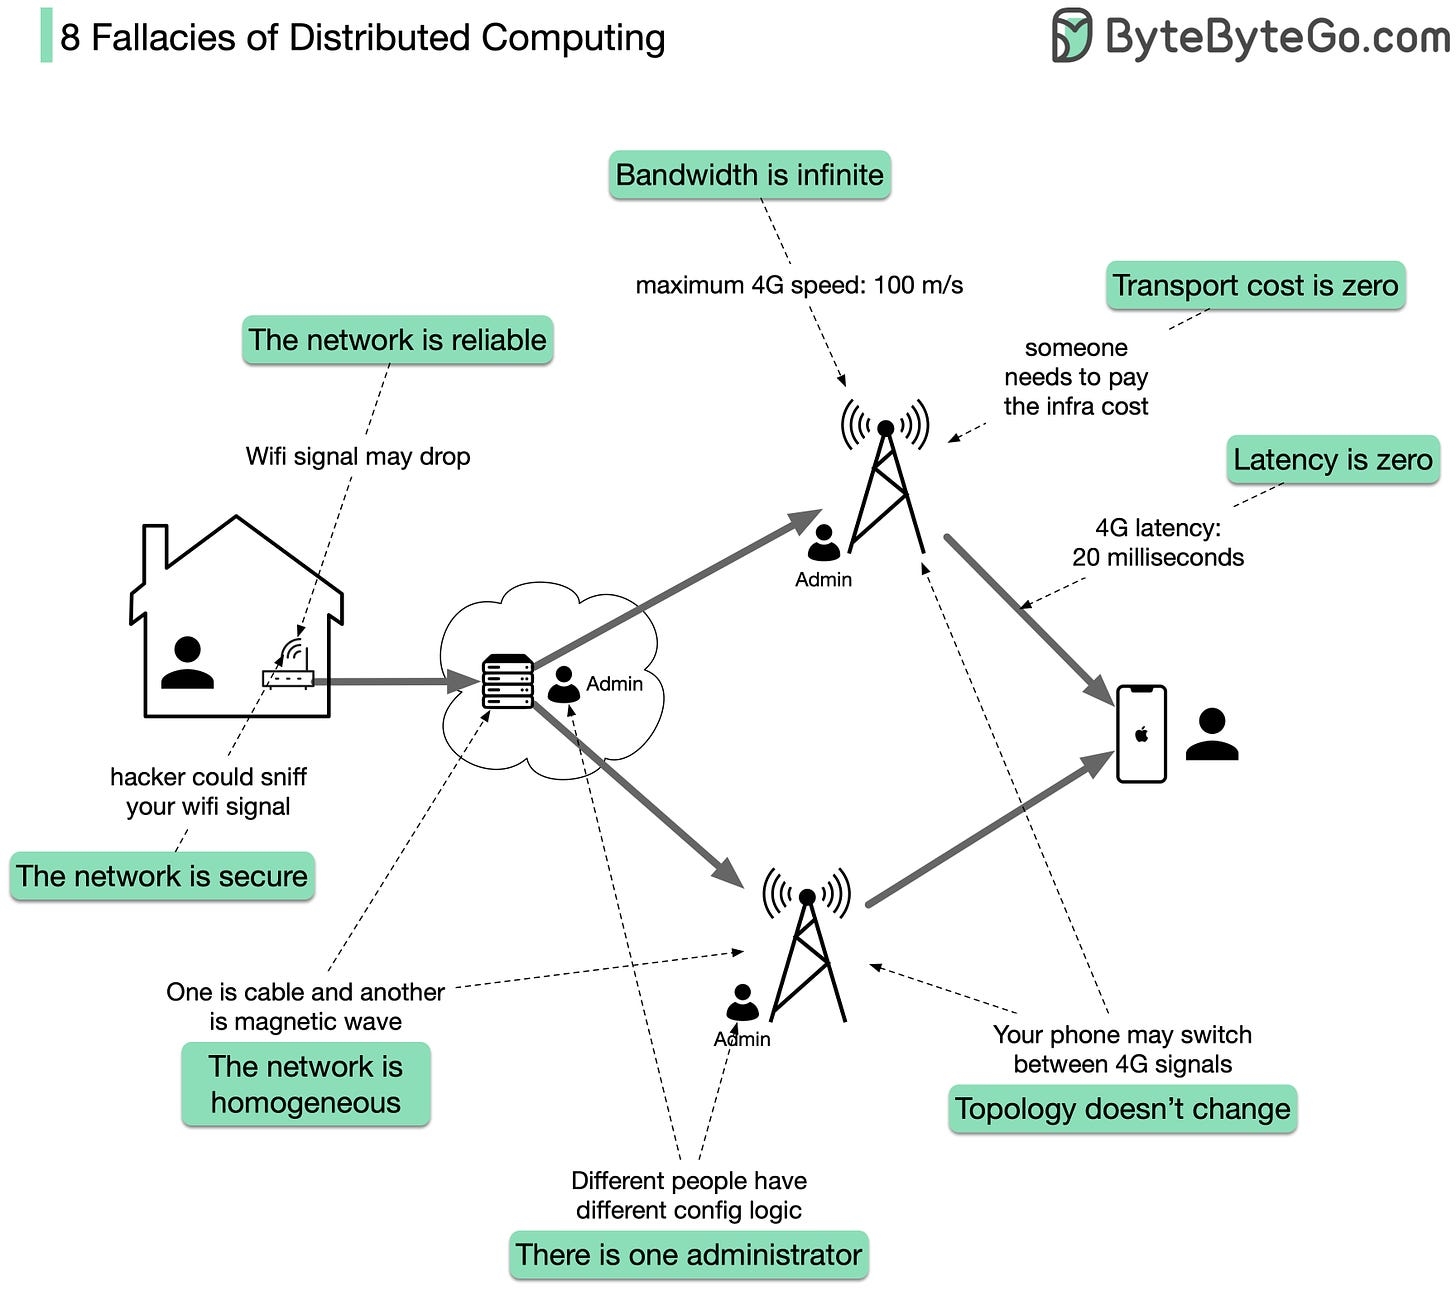 8 Fallacies of Distributed Computing
ByteByteGo.com
Bandwidth is infinite
maximum 4G speed: 100 m/s
Transport cost is zero
someone
needs to pay
the infra cost
The network is reliable
Wifi signal may drop
Latency is zero
4G latency:
20 milliseconds
Admin
Admin
hacker could sniff
your wifi signal
The network is secure
One is cable and another
is magnetic wave
The network is
homogeneous
Admin
Your phone may switch
between 4G signals
Topology doesn’t change
Different people have
different config logic
There is one administrator